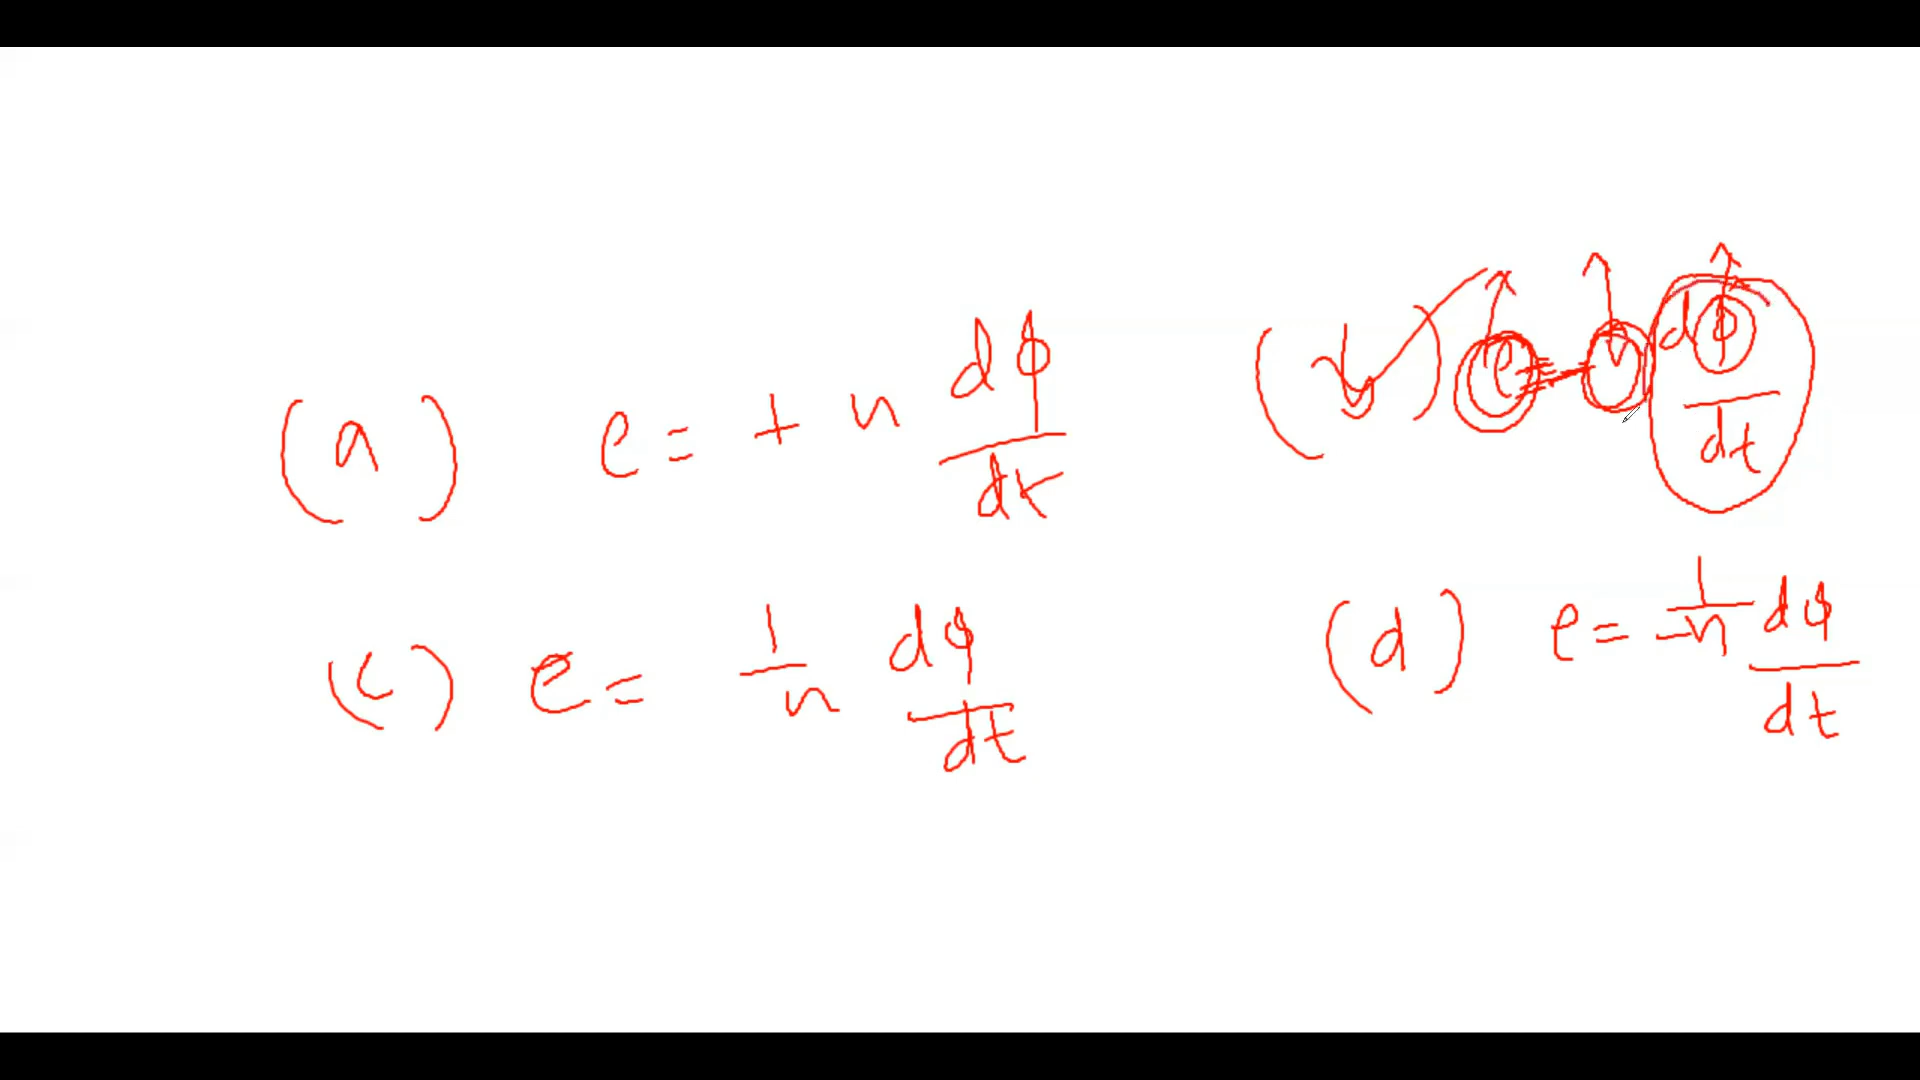 (a) e = + n dφ/dt
(b) e = - n dφ/dt
(c) e = 1/n dφ/dt
(d) e = 1/-n dφ/dt